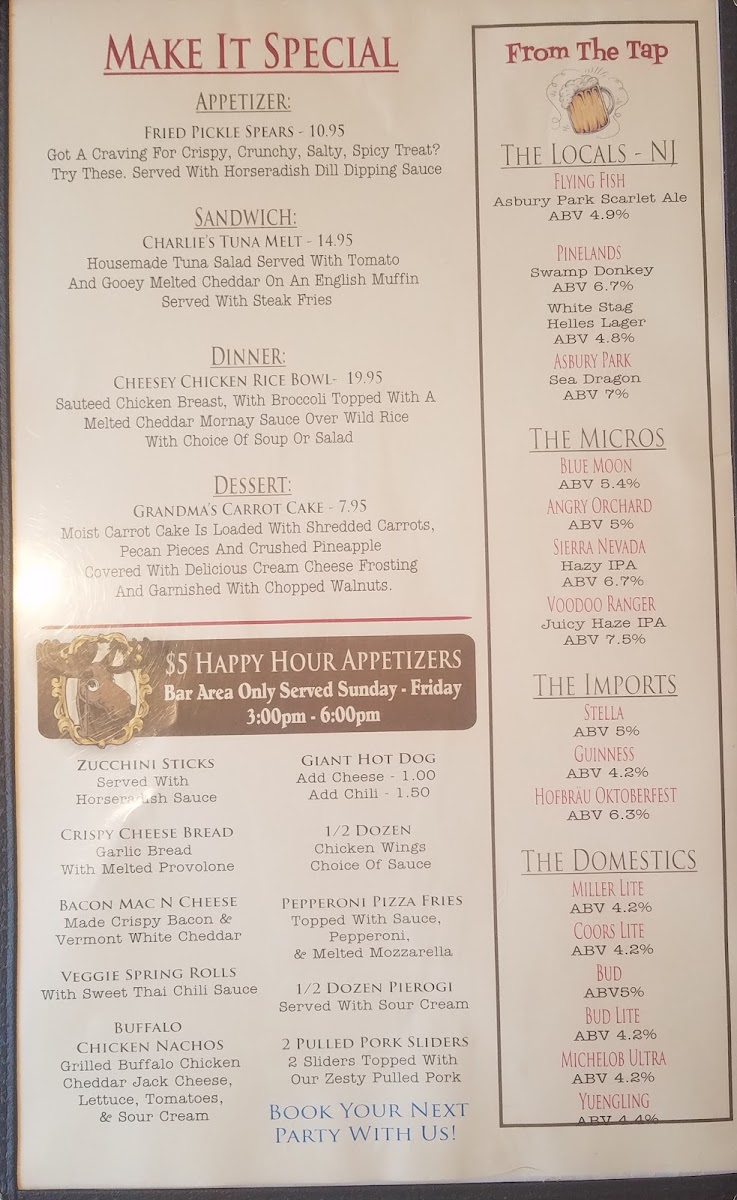 Make It Special
Appetizer:
Fried Pickle Spears - 10.95
Got A Craving For Crispy, Crunchy, Salty, Spicy Treat?
Try These. Served With Horseradish Dill Dipping Sauce
Sandwich:
Charlie's Tuna Melt - 14.95
Housemade Tuna Salad Served With Tomato
And Gooey Melted Cheddar On An English Muffin
Served With Steak Fries
Dinner:
Cheesey Chicken Rice Bowl- 19.95
Sauteed Chicken Breast, With Broccoli Topped With A
Melted Cheddar Mornay Sauce Over Wild Rice
With Choice Of Soup Or Salad
Dessert:
Grandma's Carrot Cake - 7.95
Moist Carrot Cake Is Loaded With Shredded Carrots,
Pecan Pieces And Crushed Pineapple
Covered With Delicious Cream Cheese Frosting
And Garnished With Chopped Walnuts.
$5 Happy Hour Appetizers
Bar Area Only Served Sunday - Friday
3:00pm - 6:00pm
Zucchini Sticks
Served With
Horseradish Sauce
Crispy Cheese Bread
Garlic Bread
With Melted Provolone
Bacon Mac N Cheese
Made Crispy Bacon &
Vermont White Cheddar
Veggie Spring Rolls
With Sweet Thai Chili Sauce
Buffalo
Chicken Nachos
Grilled Buffalo Chicken
Cheddar Jack Cheese,
Lettuce, Tomatoes,
& Sour Cream
Giant Hot Dog
Add Cheese - 1.00
Add Chili - 1.50
1/2 Dozen
Chicken Wings
Choice Of Sauce
Pepperoni Pizza Fries
Topped With Sauce,
Pepperoni,
& Melted Mozzarella
1/2 Dozen Pierogi
Served With Sour Cream
2 Pulled Pork Sliders
2 Sliders Topped With
Our Zesty Pulled Pork
Book Your Next
Party With Us!
From The Tap
The Locals - NJ
Flying Fish
Asbury Park Scarlet Ale
ABV 4.9%
Pinelands
Swamp Donkey
ABV 6.7%
White Stag
Helles Lager
ABV 4.8%
Asbury Park
Sea Dragon
ABV 7%
The Micros
Blue Moon
ABV 5.4%
Angry Orchard
ABV 5%
Sierra Nevada
Hazy IPA
ABV 6.7%
Voodoo Ranger
Juicy Haze IPA
ABV 7.5%
The Imports
Stella
ABV 5%
Guinness
ABV 4.2%
Hofbräu Oktoberfest
ABV 6.3%
The Domestics
Miller Lite
ABV 4.2%
Coors Lite
ABV 4.2%
Bud
ABV5%
Bud Lite
ABV 4.2%
Michelob Ultra
ABV 4.2%
Yuengling
ABV 4.4%